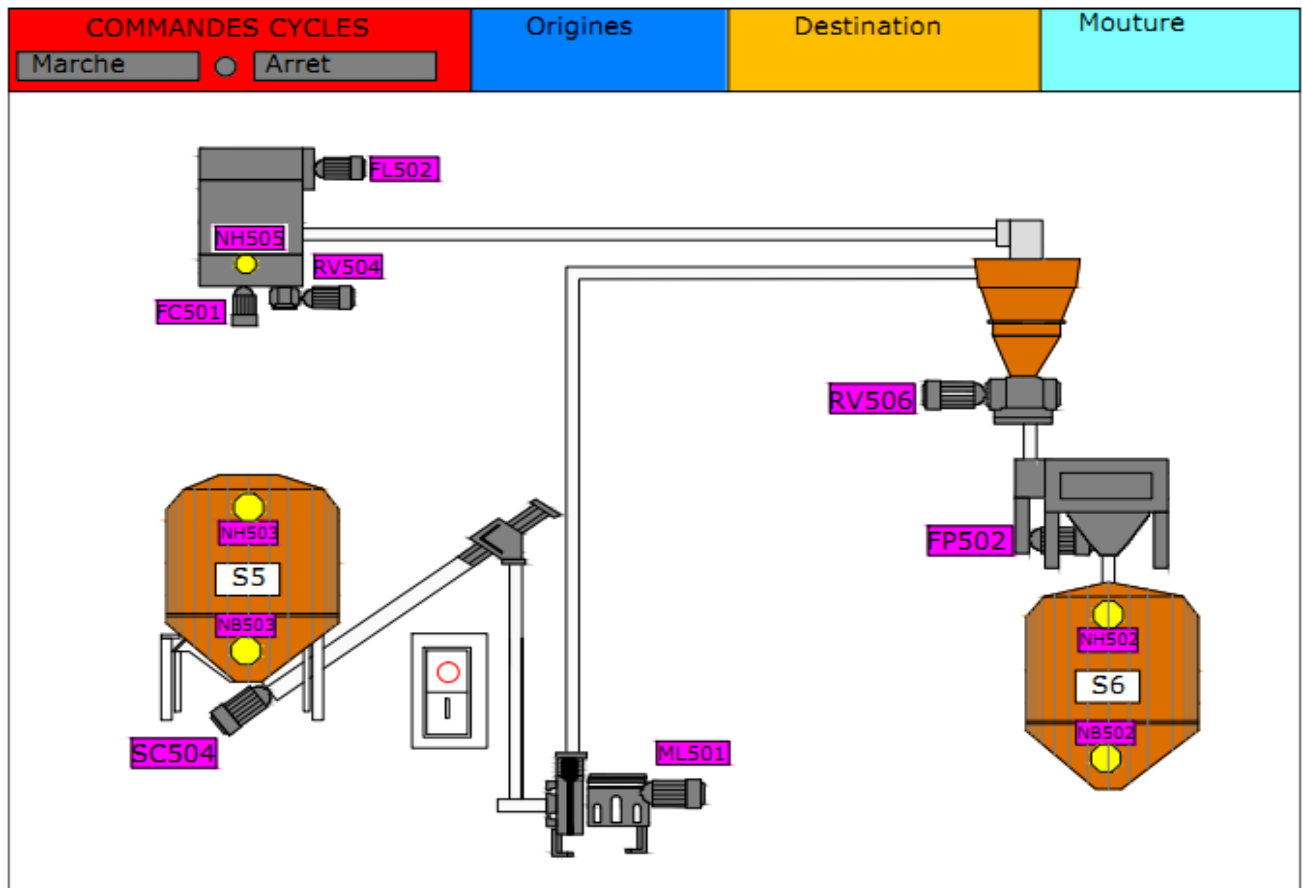 COMMANDES CYCLES
Marche
Arret
Origines
Destination
Mouture
FL502
NH505
RV504
FC501
RV506
NH503
S5
NB503
FP502
NH502
S6
NB502
SC504
ML501